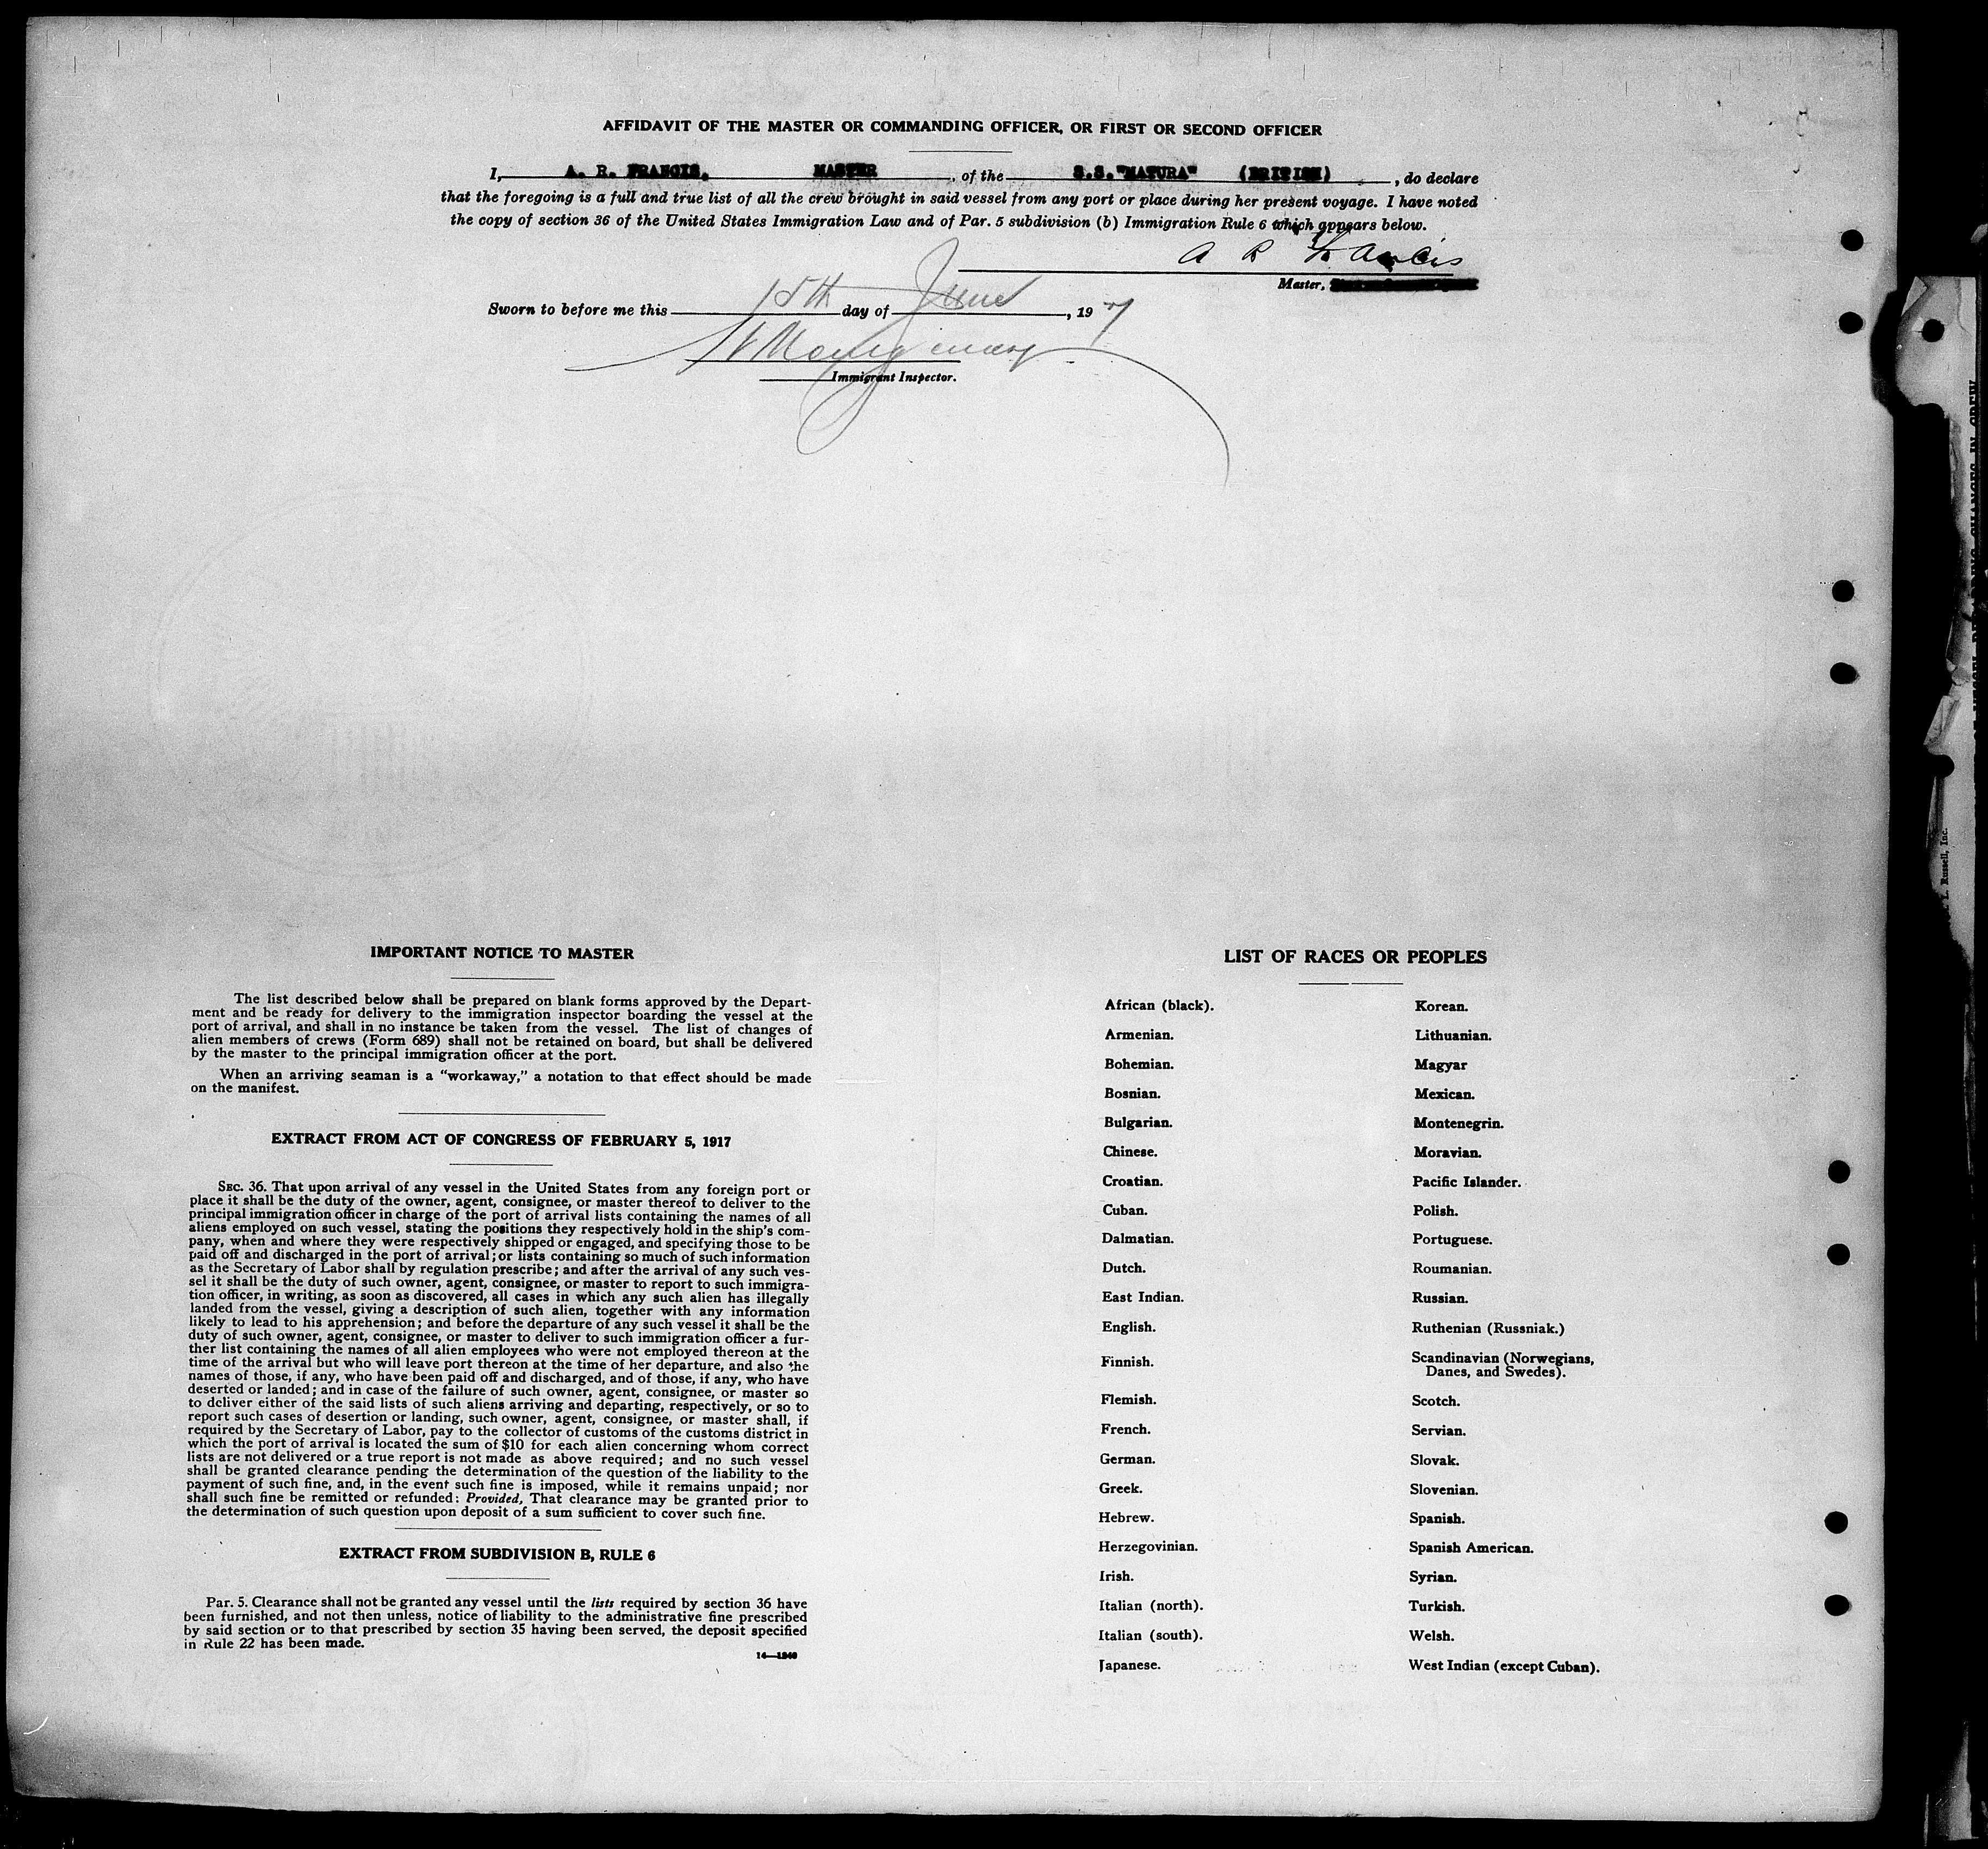 AFFIDAVIT OF THE MASTER OR COMMANDING OFFICER, OR FIRST OR SECOND OFFICER
I, A. R. FRANCIS. MASTER, of the S.S. "MATURA" (BRITISH), do declare
that the foregoing is a full and true list of all the crew brought in said vessel from any port or place during her present voyage. I have noted
the copy of section 36 of the United States Immigration Law and of Par. 5 subdivision (b) Immigration Rule 6 which appears below.
A R Francis
Master,
Sworn to before me this 15th day of June, 19 7
Immigrant Inspector.
IMPORTANT NOTICE TO MASTER
The list described below shall be prepared on blank forms approved by the Depart-
ment and be ready for delivery to the immigration inspector boarding the vessel at the
port of arrival, and shall in no instance be taken from the vessel. The list of changes of
alien members of crews (Form 689) shall not be retained on board, but shall be delivered
by the master to the principal immigration officer at the port.
When an arriving seaman is a "workaway," a notation to that effect should be made
on the manifest.
EXTRACT FROM ACT OF CONGRESS OF FEBRUARY 5, 1917
SEC. 36. That upon arrival of any vessel in the United States from any foreign port or
place it shall be the duty of the owner, agent, consignee, or master thereof to deliver to the
principal immigration officer in charge of the port of arrival lists containing the names of all
aliens employed on such vessel, stating the positions they respectively hold in the ship's com-
pany, when and where they were respectively shipped or engaged, and specifying those to be
paid off and discharged in the port of arrival; or lists containing so much of such information
as the Secretary of Labor shall by regulation prescribe; and after the arrival of any such ves-
sel it shall be the duty of such owner, agent, consignee, or master to report to such immigra-
tion officer, in writing, as soon as discovered, all cases in which any such alien has illegally
landed from the vessel, giving a description of such alien, together with any information
likely to lead to his apprehension; and before the departure of any such vessel it shall be the
duty of such owner, agent, consignee, or master to deliver to such immigration officer a fur-
ther list containing the names of all alien employees who were not employed thereon at the
time of the arrival but who will leave port thereon at the time of her departure, and also the
names of those, if any, who have been paid off and discharged, and of those, if any, who have
deserted or landed; and in case of the failure of such owner, agent, consignee, or master so
to deliver either of the said lists of such aliens arriving and departing, respectively, or so to
report such cases of desertion or landing, such owner, agent, consignee, or master shall, if
required by the Secretary of Labor, pay to the collector of customs of the customs district in
which the port of arrival is located the sum of $10 for each alien concerning whom correct
lists are not delivered or a true report is not made as above required; and no such vessel
shall be granted clearance pending the determination of the question of the liability to the
payment of such fine, and, in the event such fine is imposed, while it remains unpaid; nor
shall such fine be remitted or refunded: Provided, That clearance may be granted prior to
the determination of such question upon deposit of a sum sufficient to cover such fine.
EXTRACT FROM SUBDIVISION B, RULE 6
Par. 5. Clearance shall not be granted any vessel until the lists required by section 36 have
been furnished, and not then unless, notice of liability to the administrative fine prescribed
by said section or to that prescribed by section 35 having been served, the deposit specified
in Rule 22 has been made.
14—1240
LIST OF RACES OR PEOPLES
African (black).
Armenian.
Bohemian.
Bosnian.
Bulgarian.
Chinese.
Croatian.
Cuban.
Dalmatian.
Dutch.
East Indian.
English.
Finnish.
Flemish.
French.
German.
Greek.
Hebrew.
Herzegovinian.
Irish.
Italian (north).
Italian (south).
Japanese.
Korean.
Lithuanian.
Magyar
Mexican.
Montenegrin.
Moravian.
Pacific Islander.
Polish.
Portuguese.
Roumanian.
Russian.
Ruthenian (Russniak.)
Scandinavian (Norwegians,
Danes, and Swedes).
Scotch.
Servian.
Slovak.
Slovenian.
Spanish.
Spanish American.
Syrian.
Turkish.
Welsh.
West Indian (except Cuban).
Russell, Inc.